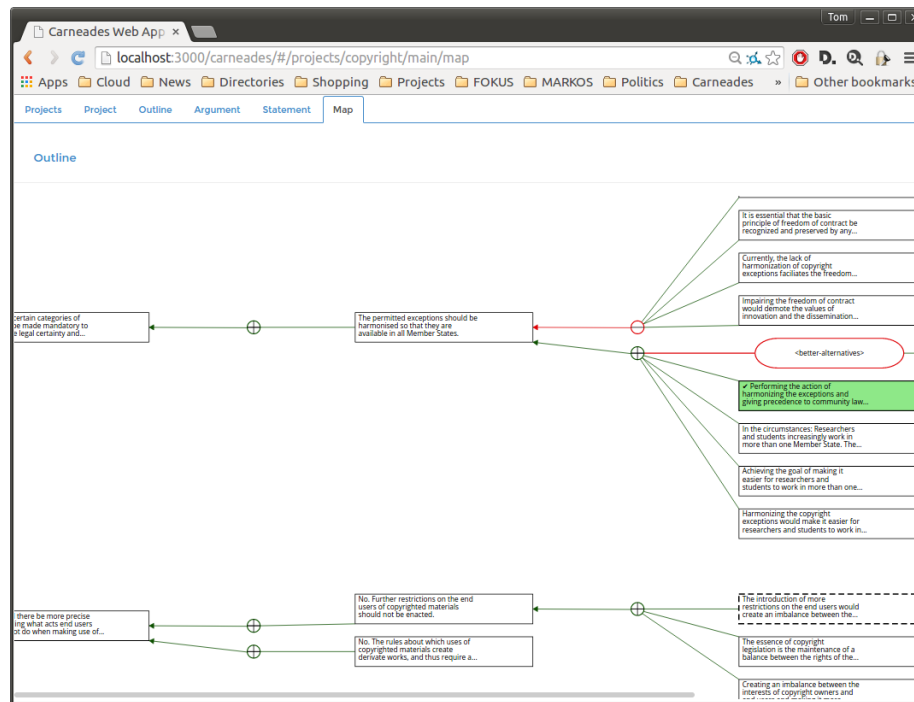 Tom
Carneades Web App ×
localhost:3000/carneades/#/projects/copyright/main/map
Apps Cloud News Directories Shopping Projects FOKUS MARKOS Politics Carneades » Other bookmarks
Projects Project Outline Argument Statement Map
Outline
It is essential that the basic
principle of freedom of contract be
recognized and preserved by any...
Currently, the lack of
harmonization of copyright
exceptions faciliates the freedom...
Impairing the freedom of contract
would demote the values of
innovation and the dissemination...
certain categories of
be made mandatory to
e legal certainty and...
The permitted exceptions should be
harmonised so that they are
available in all Member States.
<better-alternatives>
✔ Performing the action of
harmonizing the exceptions and
giving precedence to community law...
In the circumstances: Researchers
and students increasingly work in
more than one Member State. The...
Achieving the goal of making it
easier for researchers and
students to work in more than one...
Harmonizing the copyright
exceptions would make it easier for
researchers and students to work in...
there be more precise
ing what acts end users
ot do when making use of...
No. Further restrictions on the end
users of copyrighted materials
should not be enacted.
No. The rules about which uses of
copyrighted materials create
derivate works, and thus require a...
The introduction of more
restrictions on the end users would
create an imbalance between the...
The essence of copyright
legislation is the maintenance of a
balance between the rights of the...
Creating an imbalance between the
interests of copyright owners and